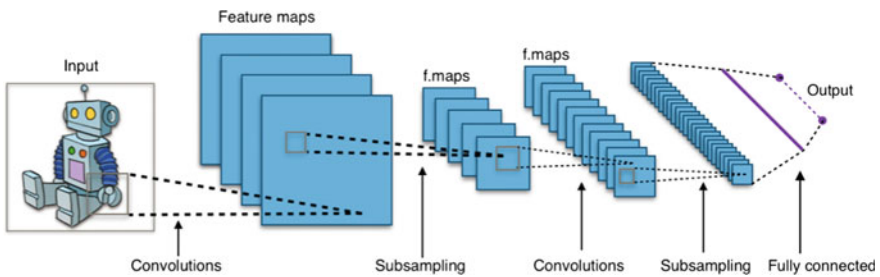 Feature maps
Input
f.maps
f.maps
Output
Convolutions
Subsampling
Convolutions
Subsampling
Fully connected